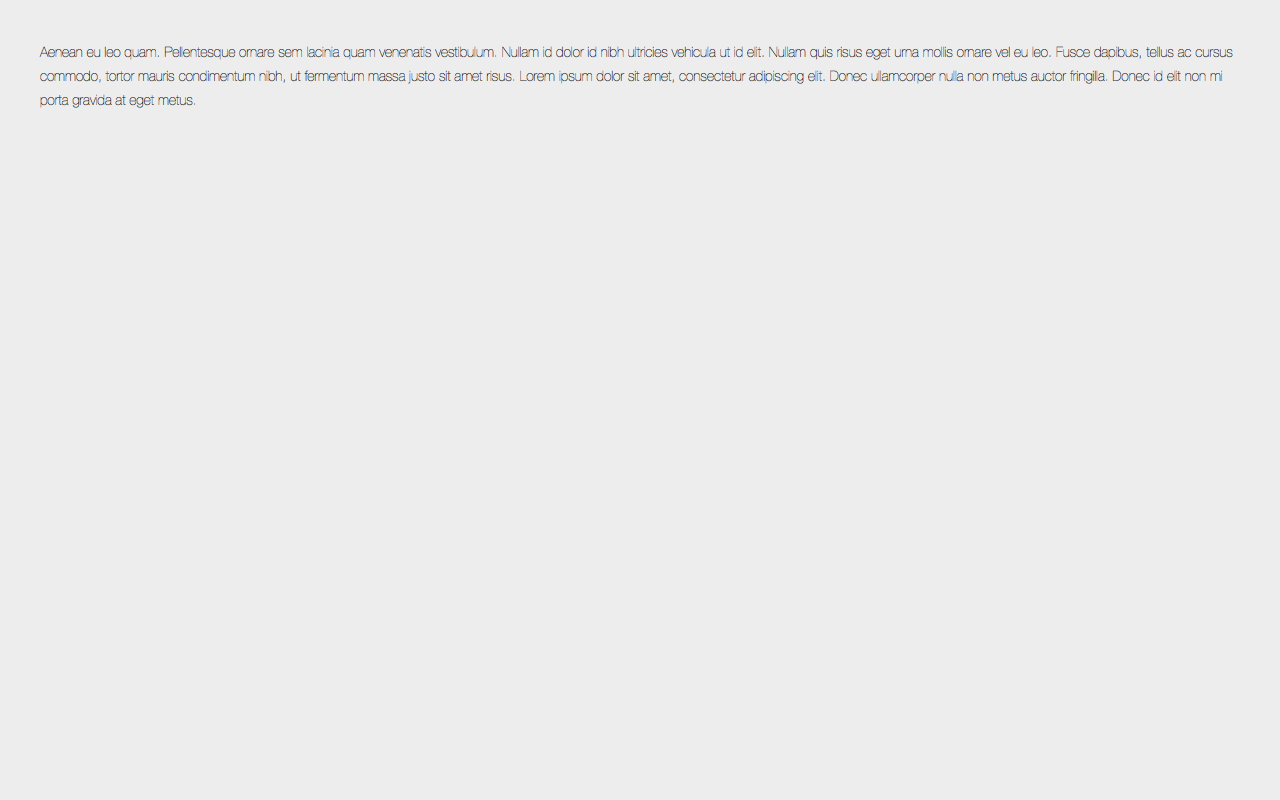 Aenean eu leo quam. Pellentesque ornare sem lacinia quam venenatis vestibulum. Nullam id dolor id nibh ultricies vehicula ut id elit. Nullam quis risus eget urna mollis ornare vel eu leo. Fusce dapibus, tellus ac cursus
commodo, tortor mauris condimentum nibh, ut fermentum massa justo sit amet risus. Lorem ipsum dolor sit amet, consectetur adipiscing elit. Donec ullamcorper nulla non metus auctor fringilla. Donec id elit non mi
porta gravida at eget metus.